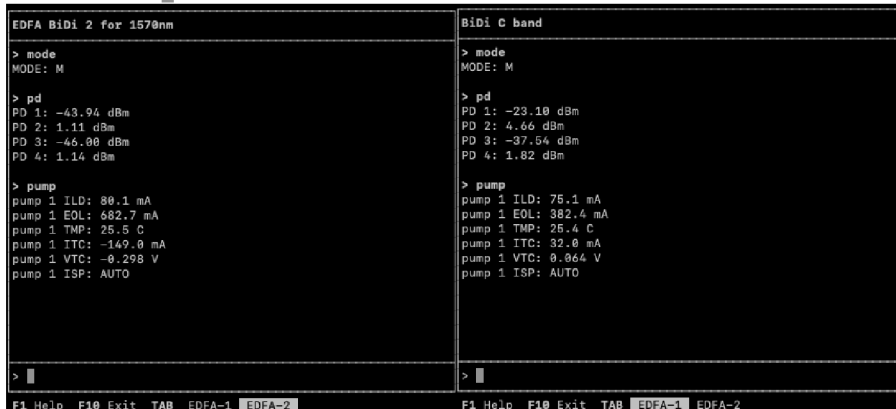 EDFA BiDi 2 for 1570nm
> mode
MODE: M
> pd
PD 1: -43.94 dBm
PD 2: 1.11 dBm
PD 3: -46.00 dBm
PD 4: 1.14 dBm
> pump
pump 1 ILD: 80.1 mA
pump 1 EOL: 682.7 mA
pump 1 TMP: 25.5 C
pump 1 ITC: -149.0 mA
pump 1 VTC: -0.298 V
pump 1 ISP: AUTO
>
F1 Help F10 Exit TAB EDFA-1 EDFA-2
BiDi C band
> mode
MODE: M
> pd
PD 1: -23.10 dBm
PD 2: 4.66 dBm
PD 3: -37.54 dBm
PD 4: 1.82 dBm
> pump
pump 1 ILD: 75.1 mA
pump 1 EOL: 382.4 mA
pump 1 TMP: 25.4 C
pump 1 ITC: 32.0 mA
pump 1 VTC: 0.064 V
pump 1 ISP: AUTO
>
F1 Help F10 Exit TAB EDFA-1 EDFA-2